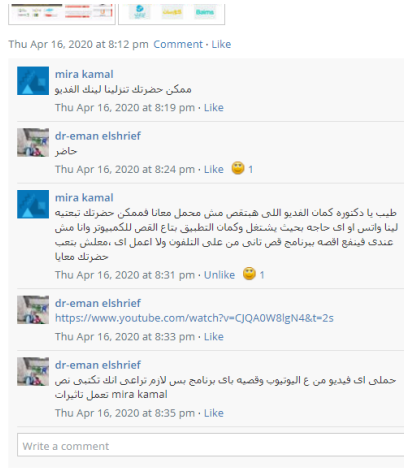 Thu Apr 16, 2020 at 8:12 pm Comment · Like
mira kamal
ممكن حضرتك تنزلينا لينك الفديو
Thu Apr 16, 2020 at 8:19 pm · Like
dr-eman elshrief
حاضر
Thu Apr 16, 2020 at 8:24 pm · Like 1
mira kamal
طيب يا دكتوره كمان الفديو اللى هيتقص مش محمل معانا فممكن حضرتك تبعتيه
لينا واتس او اى حاجه بحيث يشتغل وكمان التطبيق بتاع القص للكمبيوتر وانا مش
عندى فينفع اقصه ببرنامج قص تانى من على التلفون ولا اعمل اى ،معلش بتعب
حضرتك معايا
Thu Apr 16, 2020 at 8:31 pm · Unlike 1
dr-eman elshrief
https://www.youtube.com/watch?v=CJQA0W8lgN4&t=2s
Thu Apr 16, 2020 at 8:33 pm · Like
dr-eman elshrief
حملى اى فيديو من ع اليوتيوب وقصيه باى برنامج بس لازم تراعى انك تكتبى نص
تعمل تاثيرات mira kamal
Thu Apr 16, 2020 at 8:35 pm · Like
Write a comment